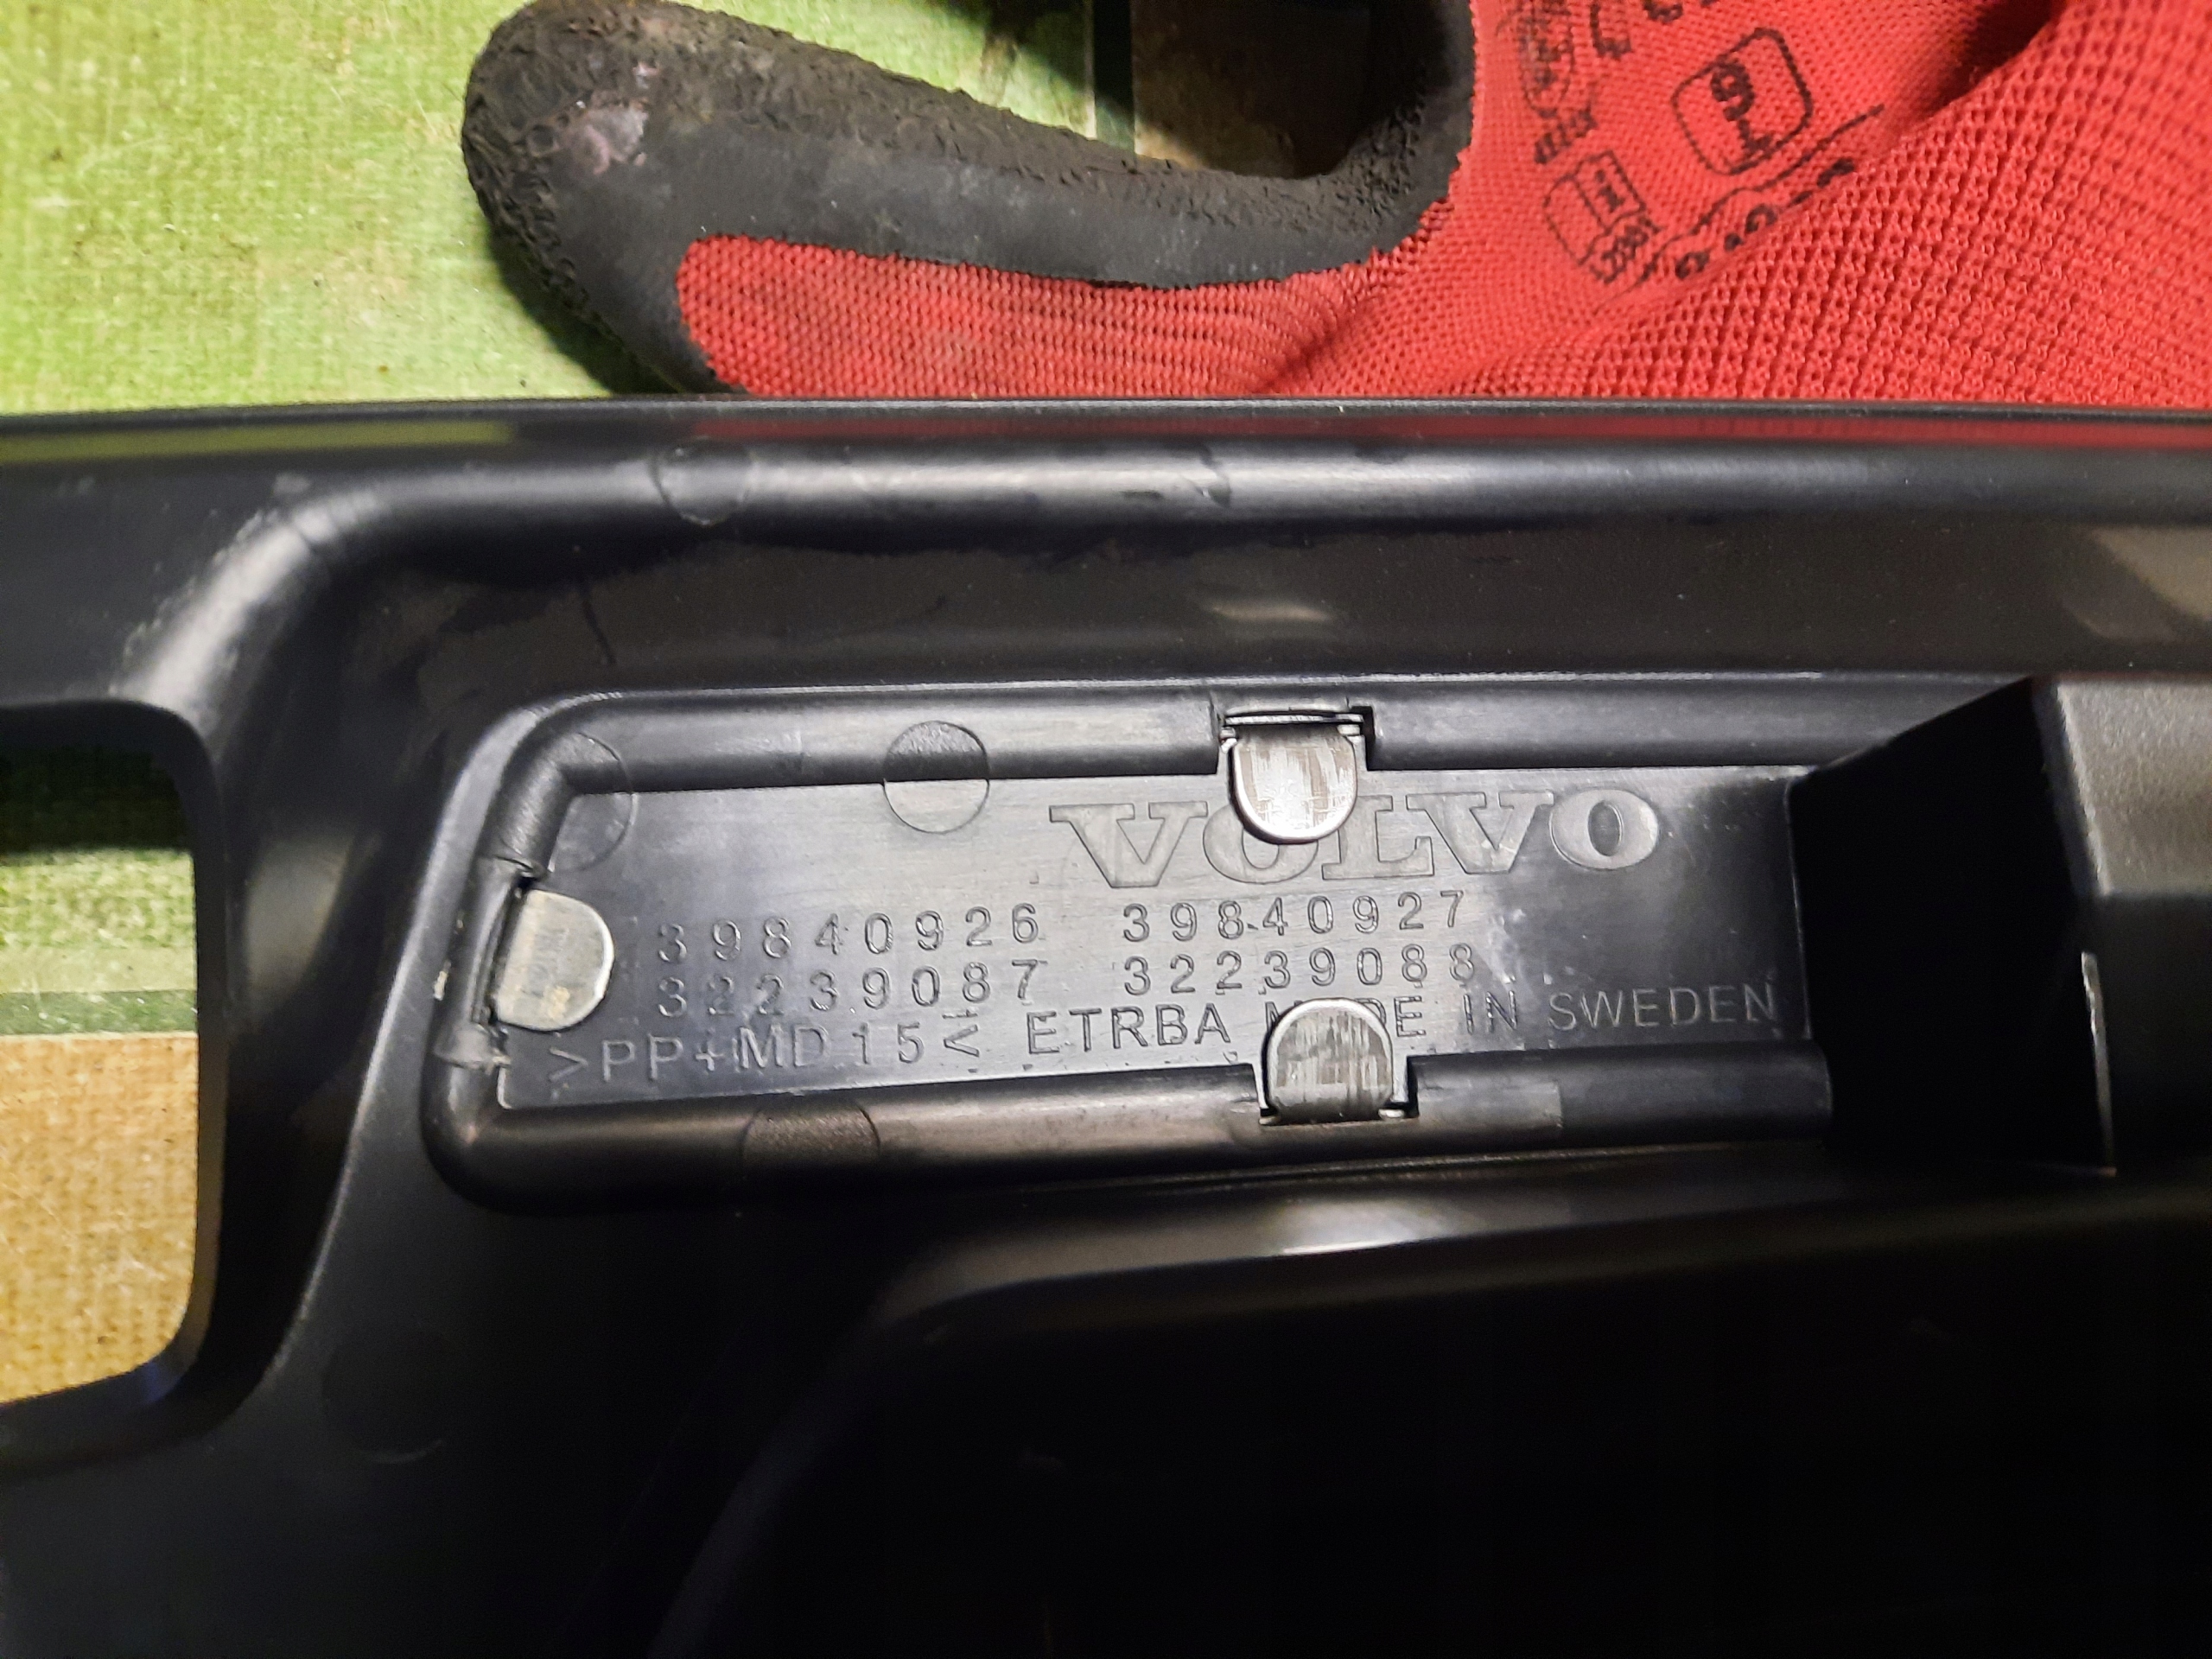 VOLVO
39840926 39840927
32239087 32239088
>PP+MD15< ETRBA MADE IN SWEDEN